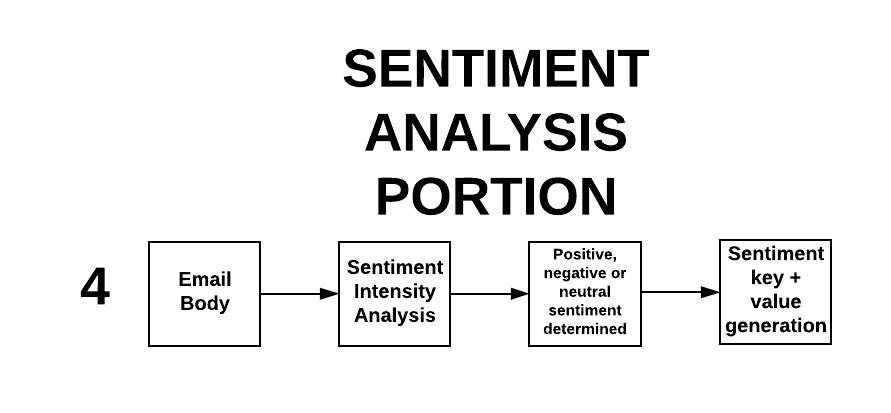 SENTIMENT
ANALYSIS
PORTION
4
Email
Body
Sentiment
Intensity
Analysis
Positive,
negative or
neutral
sentiment
determined
Sentiment
key +
value
generation